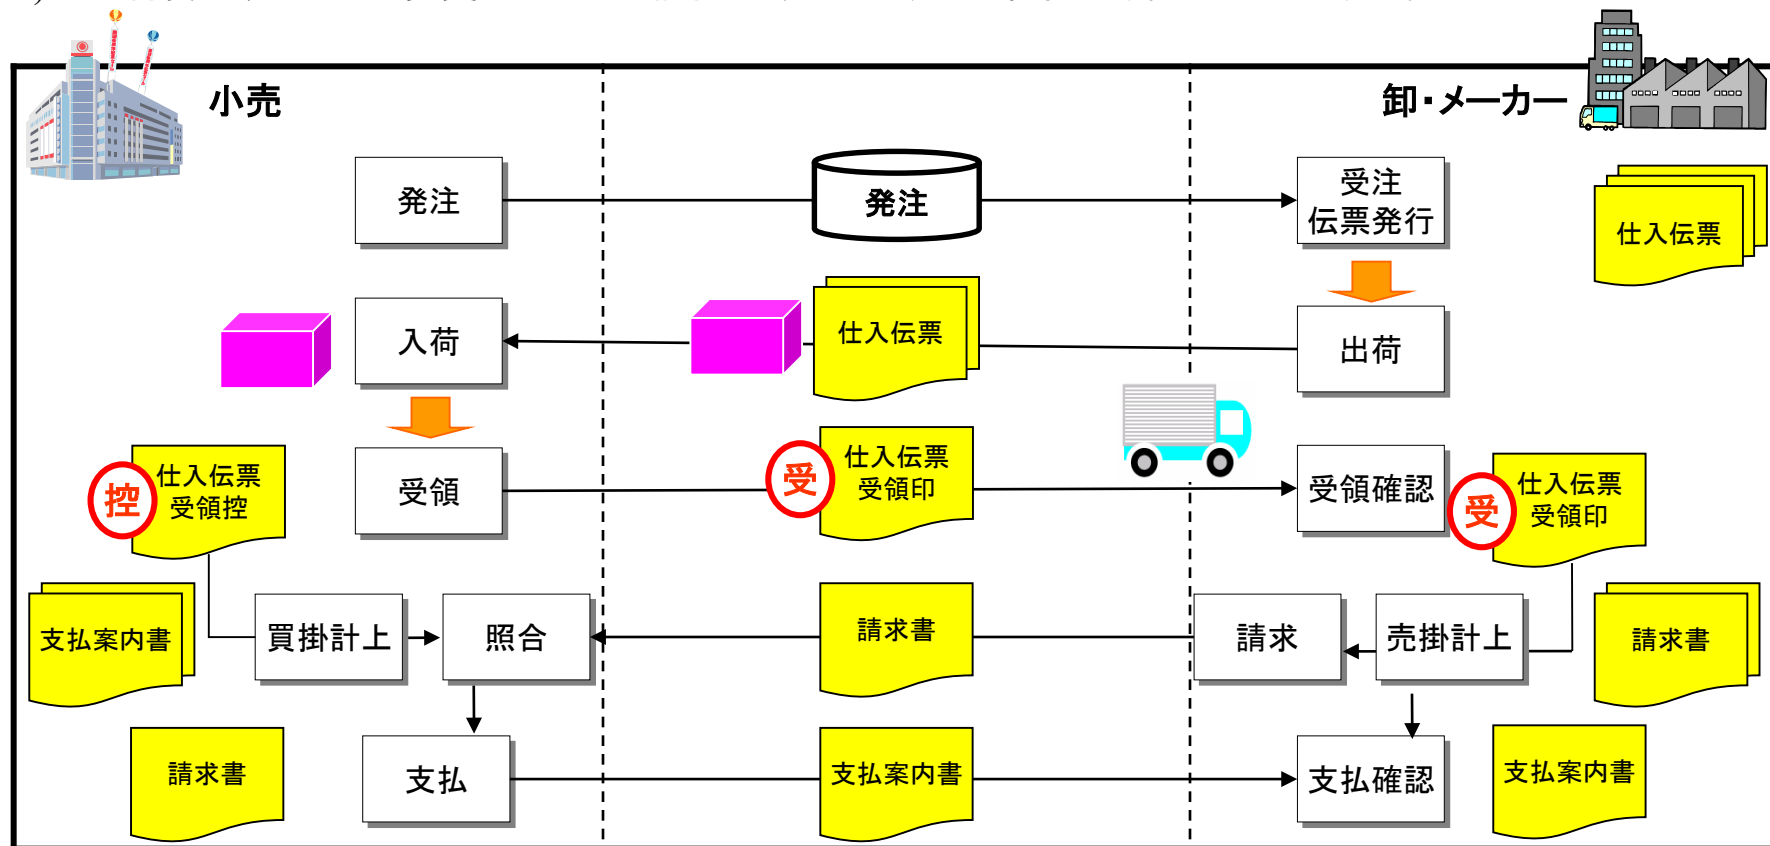 小売
卸・メーカー
発注
発注
受注
伝票発行
仕入伝票
入荷
仕入伝票
出荷
控
仕入伝票
受領控
受領
受
仕入伝票
受領印
受領確認
受
仕入伝票
受領印
支払案内書
買掛計上
照合
請求書
請求
売掛計上
請求書
請求書
支払
支払案内書
支払確認
支払案内書